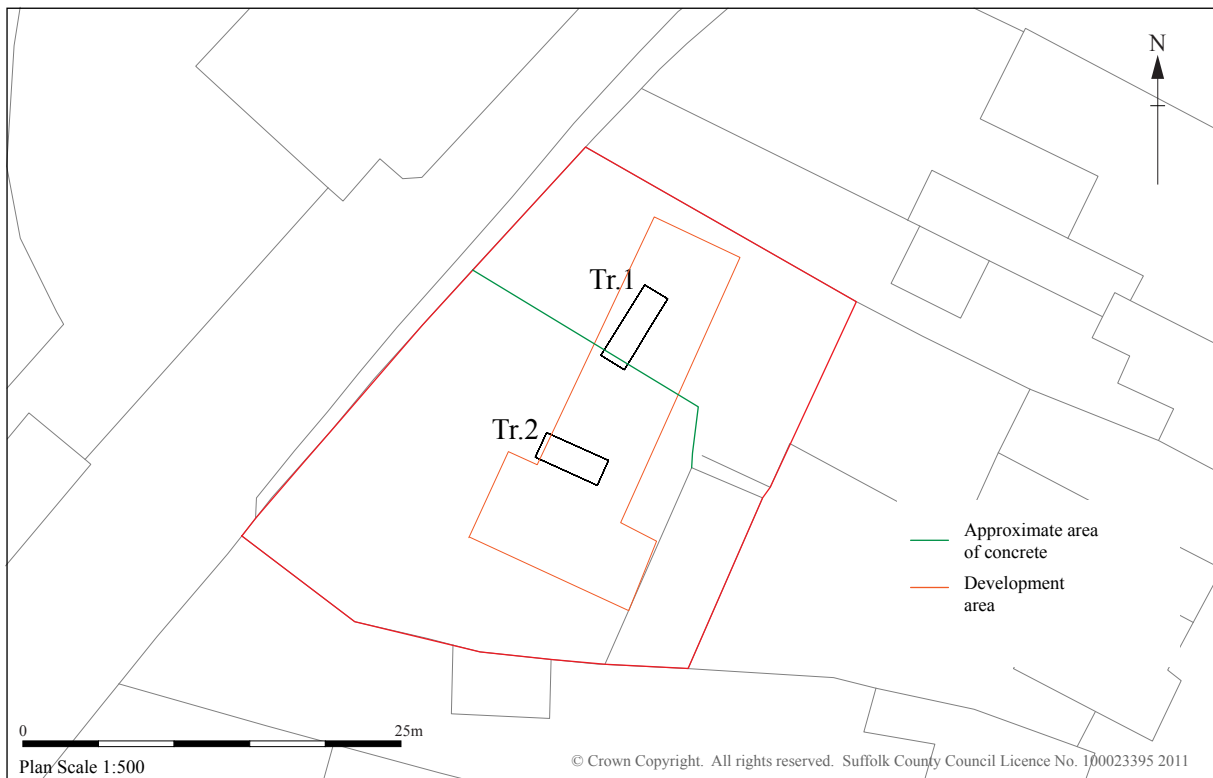 N
Tr.1
Tr.2
Approximate area
of concrete
Development
area
0 25m
Plan Scale 1:500
© Crown Copyright. All rights reserved. Suffolk County Council Licence No. 100023395 2011